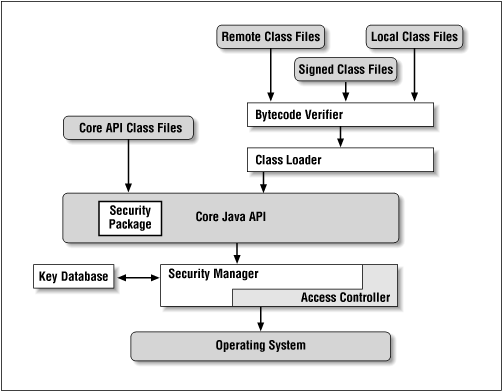 Remote Class Files
Local Class Files
Signed Class Files
Bytecode Verifier
Core API Class Files
Class Loader
Security
Package
Core Java API
Key Database
Security Manager
Access Controller
Operating System